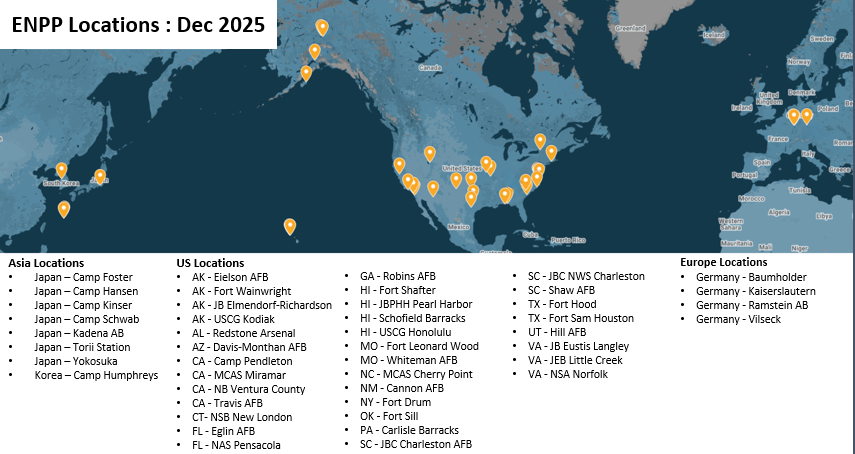 ENPP Locations : Dec 2025
Greenland
Iceland
Sweden
Norway
Canada
United Kingdom
Denmark
Ireland
Poland
France
Italy
Spain
Portugal
Greece
South Korea
United States
Tunisia
Morocco
Algeria
Libya
Western Sahara
Mexico
Cuba
Puerto Rico
Mauritania
Mali
Niger
Asia Locations
• Japan – Camp Foster
• Japan – Camp Hansen
• Japan – Camp Kinser
• Japan – Camp Schwab
• Japan – Kadena AB
• Japan – Torii Station
• Japan – Yokosuka
• Korea – Camp Humphreys
US Locations
• AK - Eielson AFB
• AK - Fort Wainwright
• AK - JB Elmendorf-Richardson
• AK - USCG Kodiak
• AL - Redstone Arsenal
• AZ - Davis-Monthan AFB
• CA - Camp Pendleton
• CA - MCAS Miramar
• CA - NB Ventura County
• CA - Travis AFB
• CT- NSB New London
• FL - Eglin AFB
• FL - NAS Pensacola
• GA - Robins AFB
• HI - Fort Shafter
• HI - JBPHH Pearl Harbor
• HI - Schofield Barracks
• HI - USCG Honolulu
• MO - Fort Leonard Wood
• MO - Whiteman AFB
• NC - MCAS Cherry Point
• NM - Cannon AFB
• NY - Fort Drum
• OK - Fort Sill
• PA - Carlisle Barracks
• SC - JBC Charleston AFB
• SC - JBC NWS Charleston
• SC - Shaw AFB
• TX - Fort Hood
• TX - Fort Sam Houston
• UT - Hill AFB
• VA - JB Eustis Langley
• VA - JEB Little Creek
• VA - NSA Norfolk
Europe Locations
• Germany - Baumholder
• Germany - Kaiserslautern
• Germany - Ramstein AB
• Germany - Vilseck